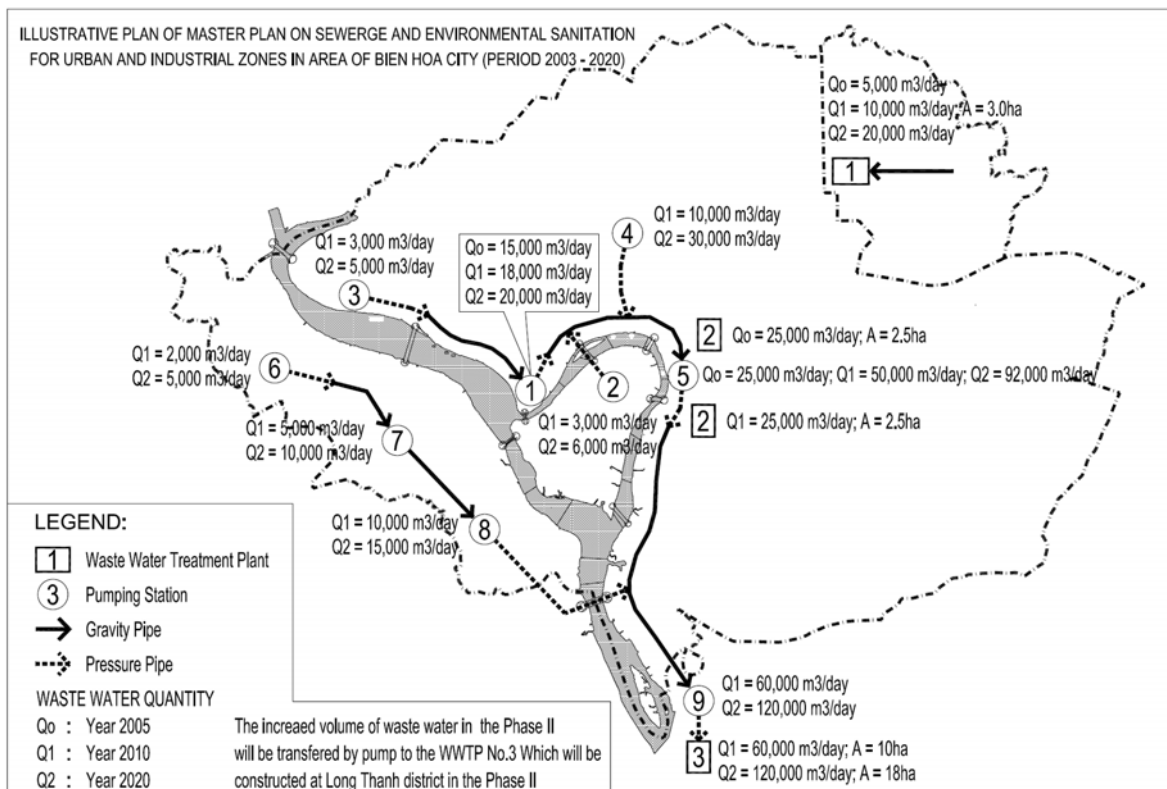 ILLUSTRATIVE PLAN OF MASTER PLAN ON SEWERGE AND ENVIRONMENTAL SANITATION
FOR URBAN AND INDUSTRIAL ZONES IN AREA OF BIEN HOA CITY (PERIOD 2003 - 2020)
Qo = 5,000 m3/day
Q1 = 10,000 m3/day; A = 3.0ha
Q2 = 20,000 m3/day
1
Q1 = 3,000 m3/day
Q2 = 5,000 m3/day
3
Qo = 15,000 m3/day
Q1 = 18,000 m3/day
Q2 = 20,000 m3/day
1
4
Q1 = 10,000 m3/day
Q2 = 30,000 m3/day
2
Q1 = 3,000 m3/day
Q2 = 6,000 m3/day
2
Qo = 25,000 m3/day; A = 2.5ha
5
Qo = 25,000 m3/day; Q1 = 50,000 m3/day; Q2 = 92,000 m3/day
2
Q1 = 25,000 m3/day; A = 2.5ha
Q1 = 2,000 m3/day
Q2 = 5,000 m3/day
6
Q1 = 5,000 m3/day
Q2 = 10,000 m3/day
7
Q1 = 10,000 m3/day
Q2 = 15,000 m3/day
8
9
Q1 = 60,000 m3/day
Q2 = 120,000 m3/day
3
Q1 = 60,000 m3/day; A = 10ha
Q2 = 120,000 m3/day; A = 18ha
LEGEND:
1 Waste Water Treatment Plant
3 Pumping Station
Gravity Pipe
Pressure Pipe
WASTE WATER QUANTITY
Qo : Year 2005
Q1 : Year 2010
Q2 : Year 2020
The increaed volume of waste water in the Phase II
will be transfered by pump to the WWTP No.3 Which will be
constructed at Long Thanh district in the Phase II